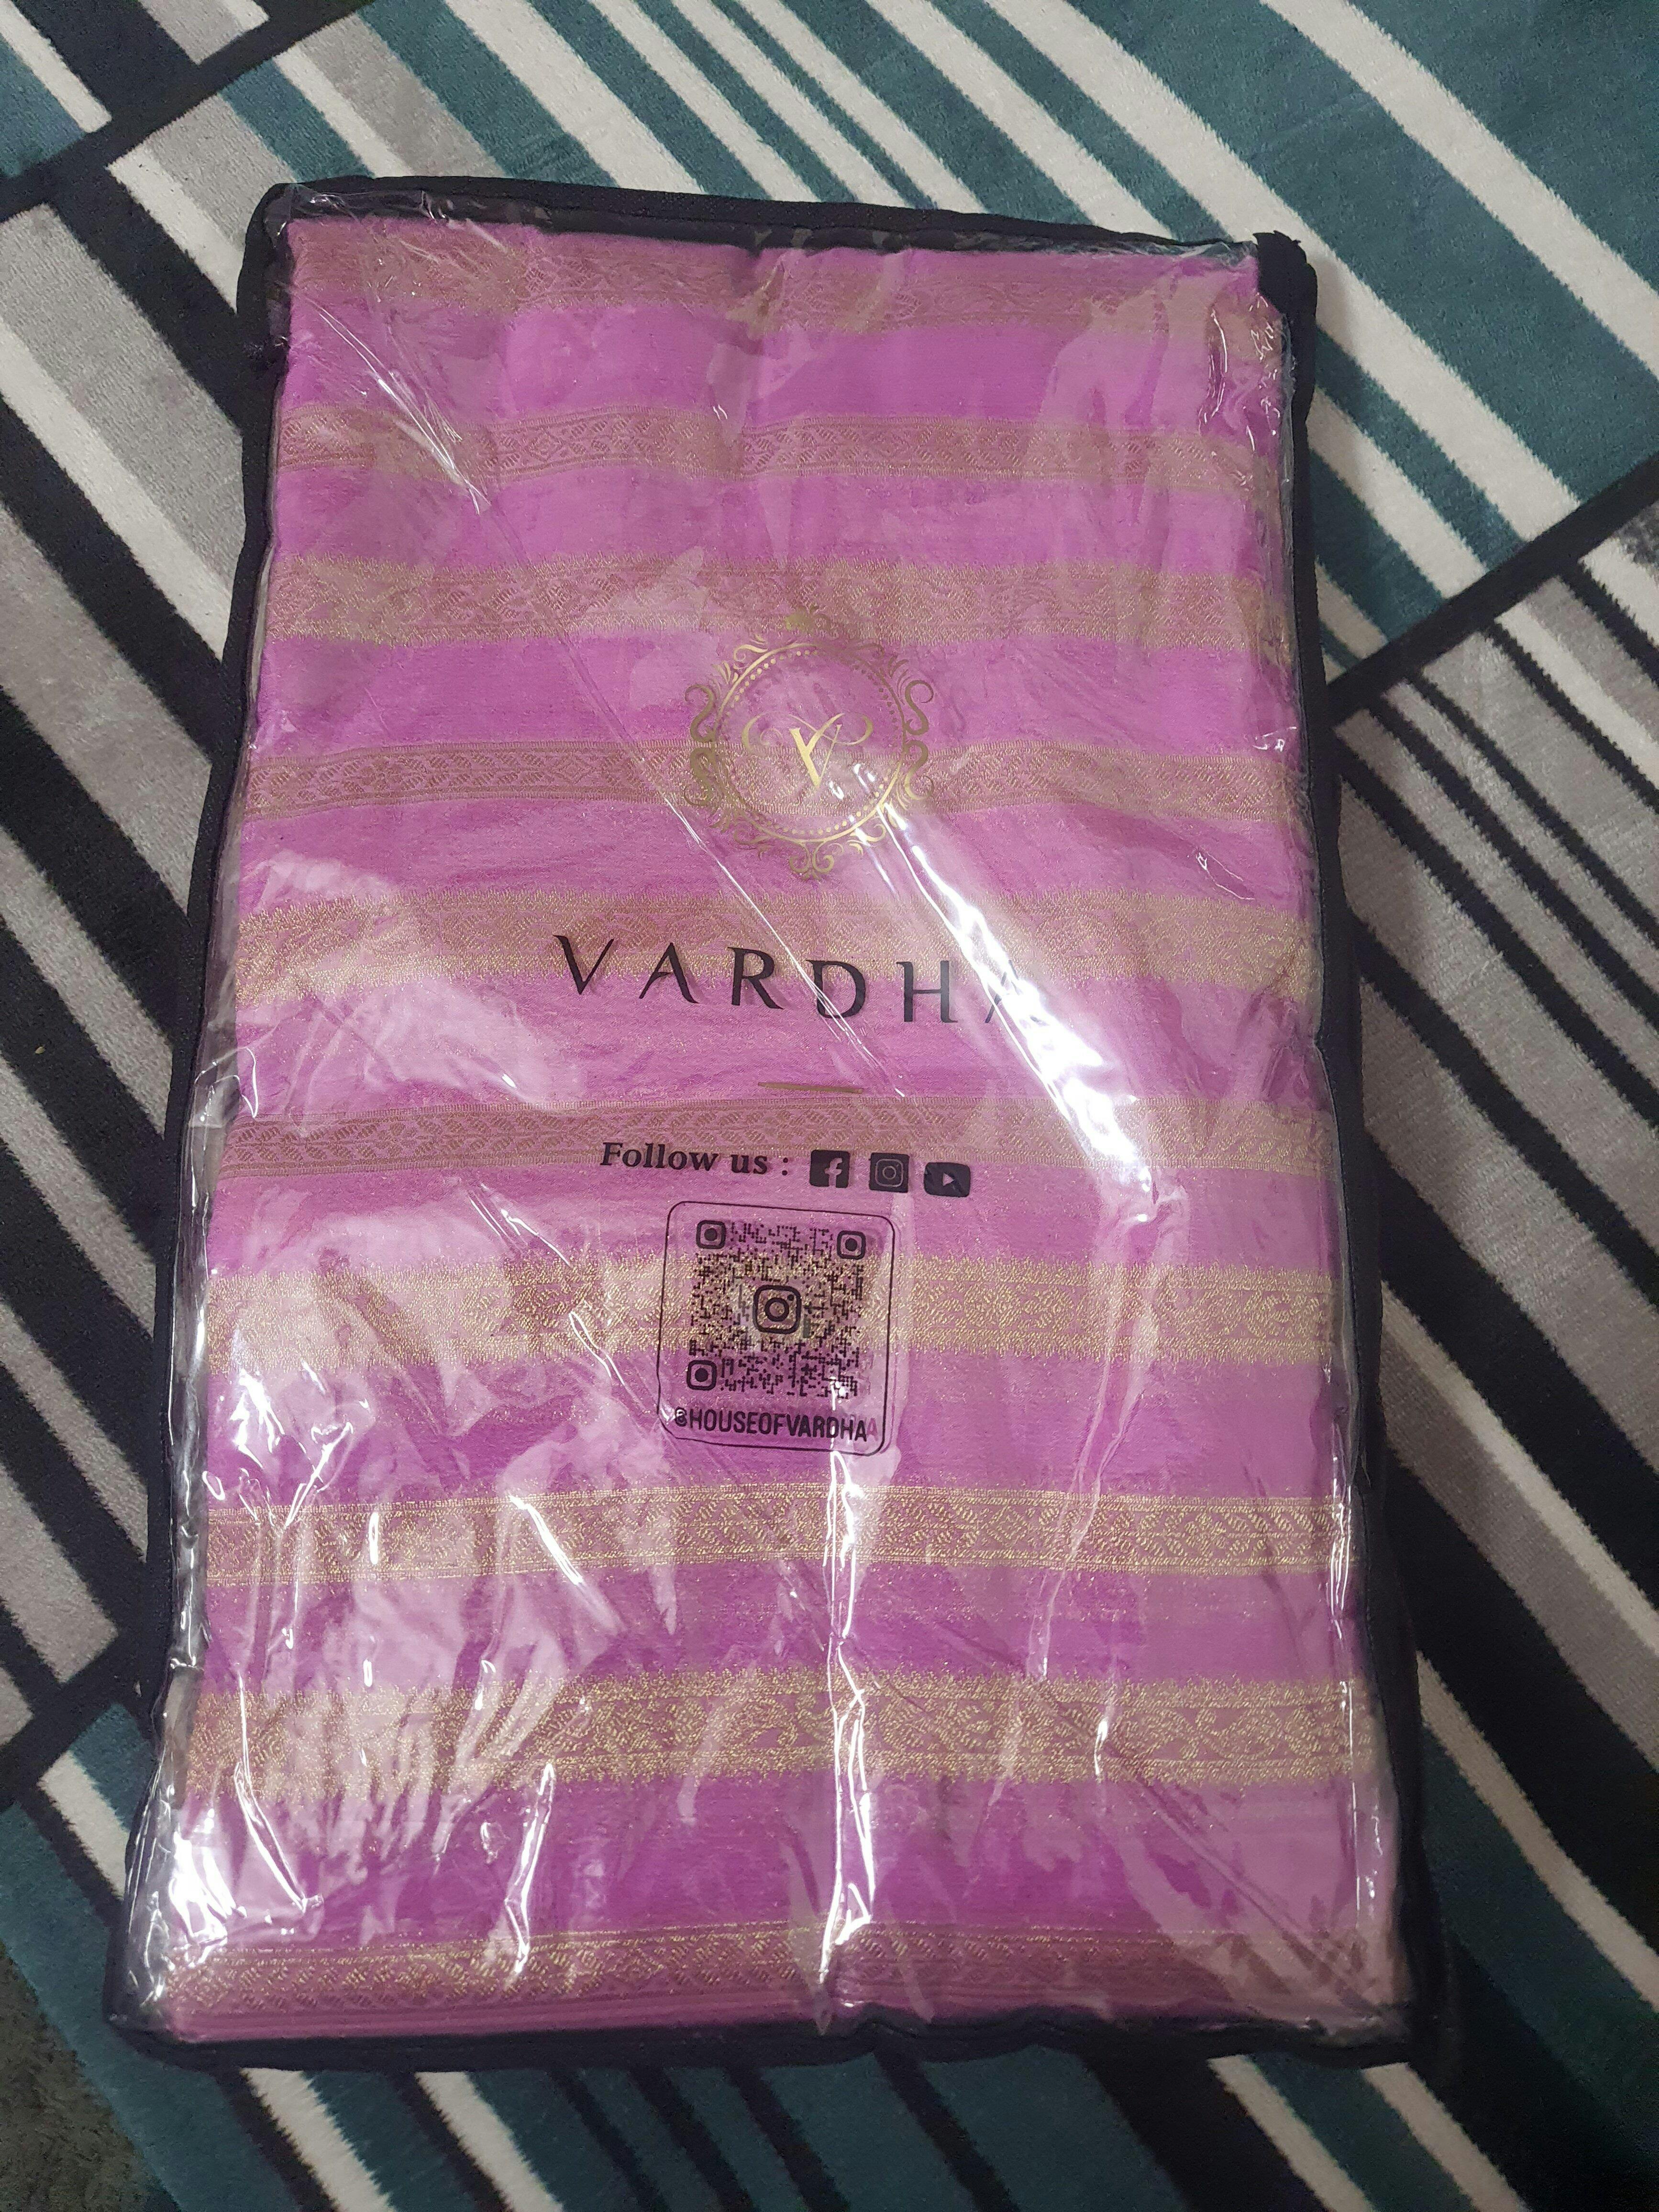 V
VARDHA
Follow us :
@HOUSEOFVARDHA